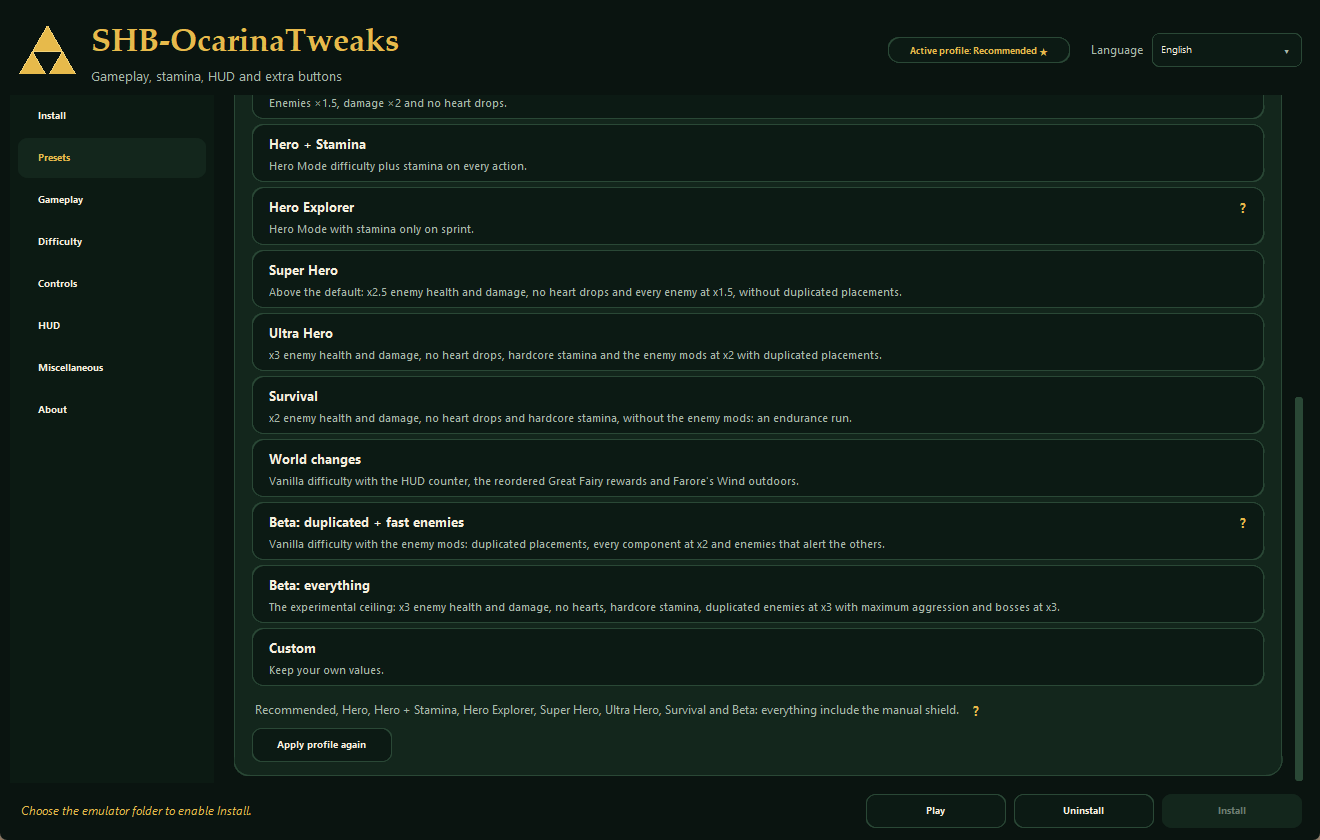 SHB-OcarinaTweaks
Gameplay, stamina, HUD and extra buttons
Active profile: Recommended ★
Language
English
Install
Presets
Gameplay
Difficulty
Controls
HUD
Miscellaneous
About
Enemies ×1.5, damage ×2 and no heart drops.
Hero + Stamina
Hero Mode difficulty plus stamina on every action.
Hero Explorer
?
Hero Mode with stamina only on sprint.
Super Hero
Above the default: x2.5 enemy health and damage, no heart drops and every enemy at x1.5, without duplicated placements.
Ultra Hero
x3 enemy health and damage, no heart drops, hardcore stamina and the enemy mods at x2 with duplicated placements.
Survival
x2 enemy health and damage, no heart drops and hardcore stamina, without the enemy mods: an endurance run.
World changes
Vanilla difficulty with the HUD counter, the reordered Great Fairy rewards and Farore's Wind outdoors.
Beta: duplicated + fast enemies
?
Vanilla difficulty with the enemy mods: duplicated placements, every component at x2 and enemies that alert the others.
Beta: everything
The experimental ceiling: x3 enemy health and damage, no hearts, hardcore stamina, duplicated enemies at x3 with maximum aggression and bosses at x3.
Custom
Keep your own values.
Recommended, Hero, Hero + Stamina, Hero Explorer, Super Hero, Ultra Hero, Survival and Beta: everything include the manual shield. ?
Apply profile again
Choose the emulator folder to enable Install.
Play
Uninstall
Install